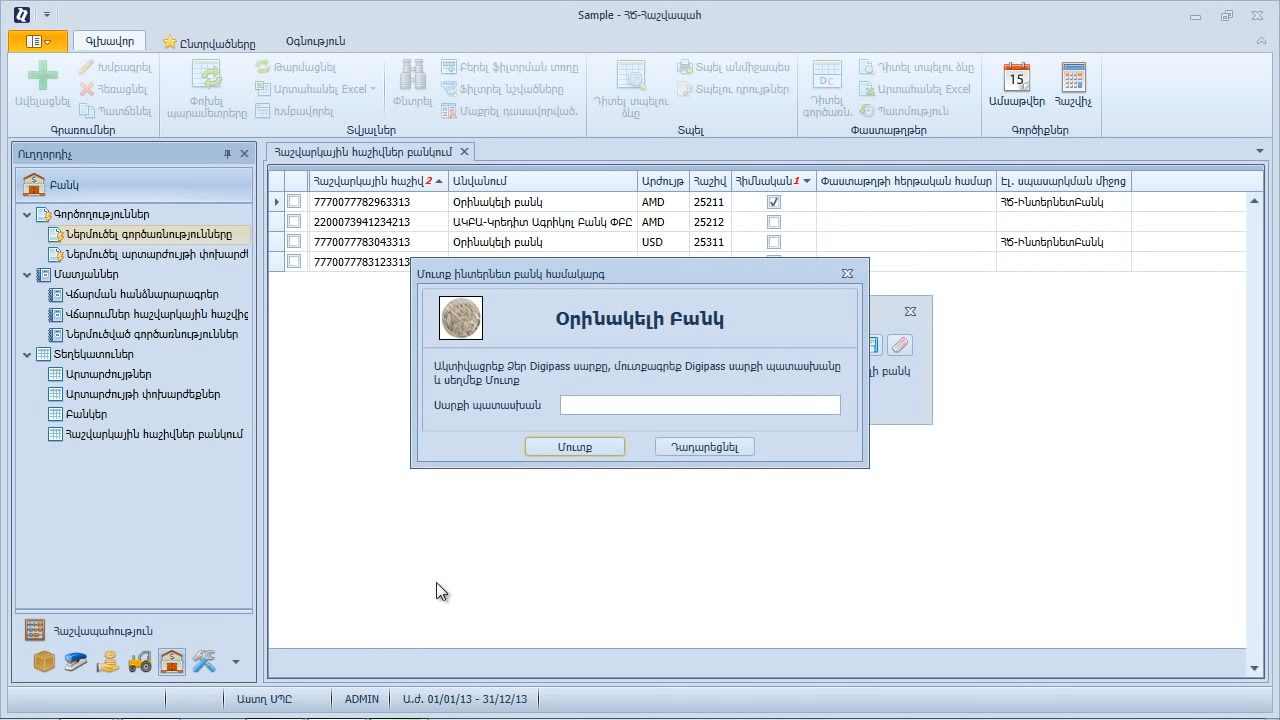 Sample - ՀԾ-Հաշվապահ
Գլխավոր
Ընտրվածները
Օգնություն
Ավելացնել
Խմբագրել
Հեռացնել
Պատճենել
Գրառումներ
Փոխել պարամետրերը
Թարմացնել
Արտահանել Excel
Խմբավորել
Փնտրել
Բերել ֆիլտրման տողը
Ֆիլտրել նշվածները
Մաքրել դասավորված.
Տվյալներ
Դիտել տպելու ձևը
Տպել անմիջապես
Տպելու դրույթներ
Տպել
Դիտել գործառն.
Դիտել տպելու ձևը
Արտահանել Excel
Պատմություն
Փաստաթղթեր
15
Ամսաթվեր
Հաշվիչ
Գործիքներ
Ուղղորդիչ
Բանկ
Գործողություններ
Ներմուծել գործառնությունները
Ներմուծել արտարժույթի փոխարժ
Մատյաններ
Վճարման հանձնարարագրեր
Վճարումներ հաշվարկային հաշվից
Ներմուծված գործառնություններ
Տեղեկատուներ
Արտարժույթներ
Արտարժույթի փոխարժեքներ
Բանկեր
Հաշվարկային հաշիվներ բանկում
Հաշվապահություն
Հաշվարկային հաշիվներ բանկում
Հաշվարկային հաշիվ 2 Անվանում Արժույթ Հաշիվ Հիմնական 1 Փաստաթղթի հերթական համար Էլ. սպասարկման միջոց
7770077782963313 Օրինակելի բանկ AMD 25211 ՀԾ-ԻնտերնետԲանկ
2200073941234213 ԱԿԲԱ-Կրեդիտ Ագրիկոլ Բանկ ՓԲԸ AMD 25212
7770077783043313 Օրինակելի բանկ USD 25311 ՀԾ-ԻնտերնետԲանկ
7770077783123313
Մուտք ինտերնետ բանկ համակարգ
Օրինակելի Բանկ
Ակտիվացրեք Ձեր Digipass սարքը, մուտքագրեք Digipass սարքի պատասխանը
և սեղմեք Մուտք
Սարքի պատասխան
Մուտք Դադարեցնել
լի բանկ
Աստղ ՍՊԸ ADMIN Ա.Ժ. 01/01/13 - 31/12/13